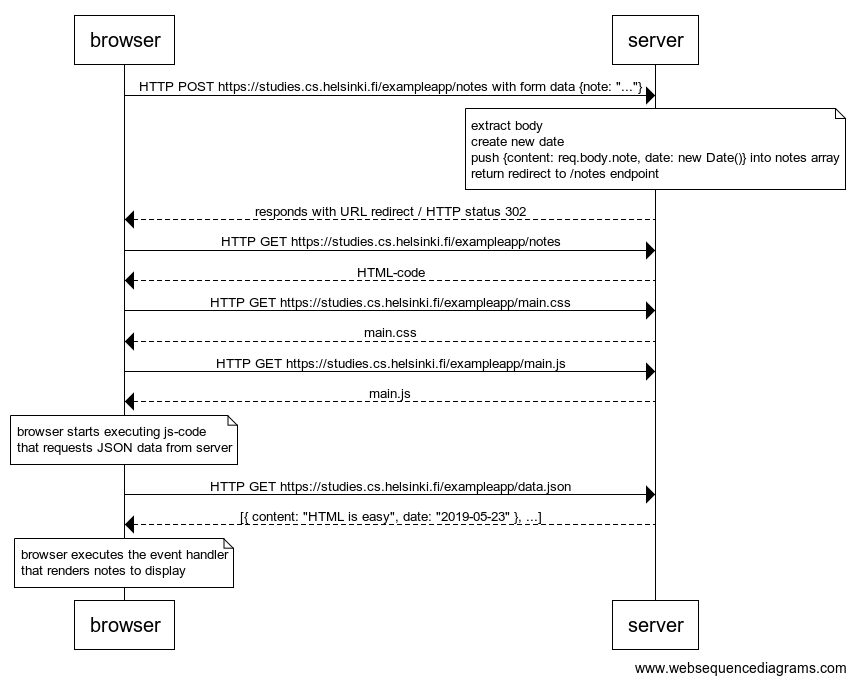 browser
server
HTTP POST https://studies.cs.helsinki.fi/exampleapp/notes with form data {note: "..."}
extract body
create new date
push {content: req.body.note, date: new Date()} into notes array
return redirect to /notes endpoint
responds with URL redirect / HTTP status 302
HTTP GET https://studies.cs.helsinki.fi/exampleapp/notes
HTML-code
HTTP GET https://studies.cs.helsinki.fi/exampleapp/main.css
main.css
HTTP GET https://studies.cs.helsinki.fi/exampleapp/main.js
main.js
browser starts executing js-code
that requests JSON data from server
HTTP GET https://studies.cs.helsinki.fi/exampleapp/data.json
[{ content: "HTML is easy", date: "2019-05-23" }, ...]
browser executes the event handler
that renders notes to display
browser
server
www.websequencediagrams.com